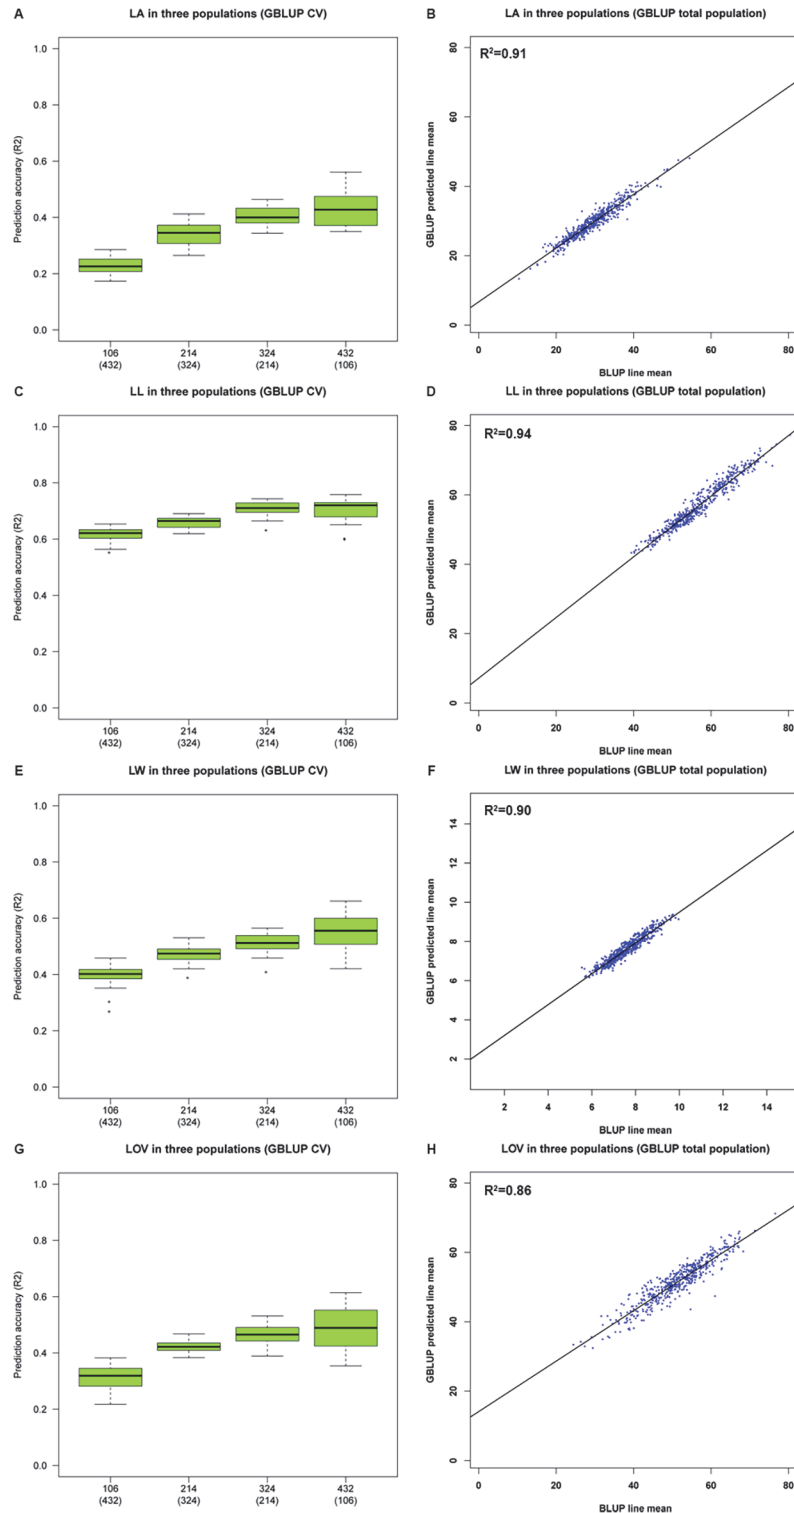 A
LA in three populations (GBLUP CV)
Prediction accuracy (R2)
1.0
0.8
0.6
0.4
0.2
0.0
106 214 324 432
(432) (324) (214) (106)
B
LA in three populations (GBLUP total population)
R²=0.91
GBLUP predicted line mean
80
60
40
20
0
0 20 40 60 80
BLUP line mean
C
LL in three populations (GBLUP CV)
Prediction accuracy (R2)
1.0
0.8
0.6
0.4
0.2
0.0
106 214 324 432
(432) (324) (214) (106)
D
LL in three populations (GBLUP total population)
R²=0.94
GBLUP predicted line mean
80
60
40
20
0
0 20 40 60 80
BLUP line mean
E
LW in three populations (GBLUP CV)
Prediction accuracy (R2)
1.0
0.8
0.6
0.4
0.2
0.0
106 214 324 432
(432) (324) (214) (106)
F
LW in three populations (GBLUP total population)
R²=0.90
GBLUP predicted line mean
14
12
10
8
6
4
2
2 4 6 8 10 12 14
BLUP line mean
G
LOV in three populations (GBLUP CV)
Prediction accuracy (R2)
1.0
0.8
0.6
0.4
0.2
0.0
106 214 324 432
(432) (324) (214) (106)
H
LOV in three populations (GBLUP total population)
R²=0.86
GBLUP predicted line mean
80
60
40
20
0
0 20 40 60 80
BLUP line mean